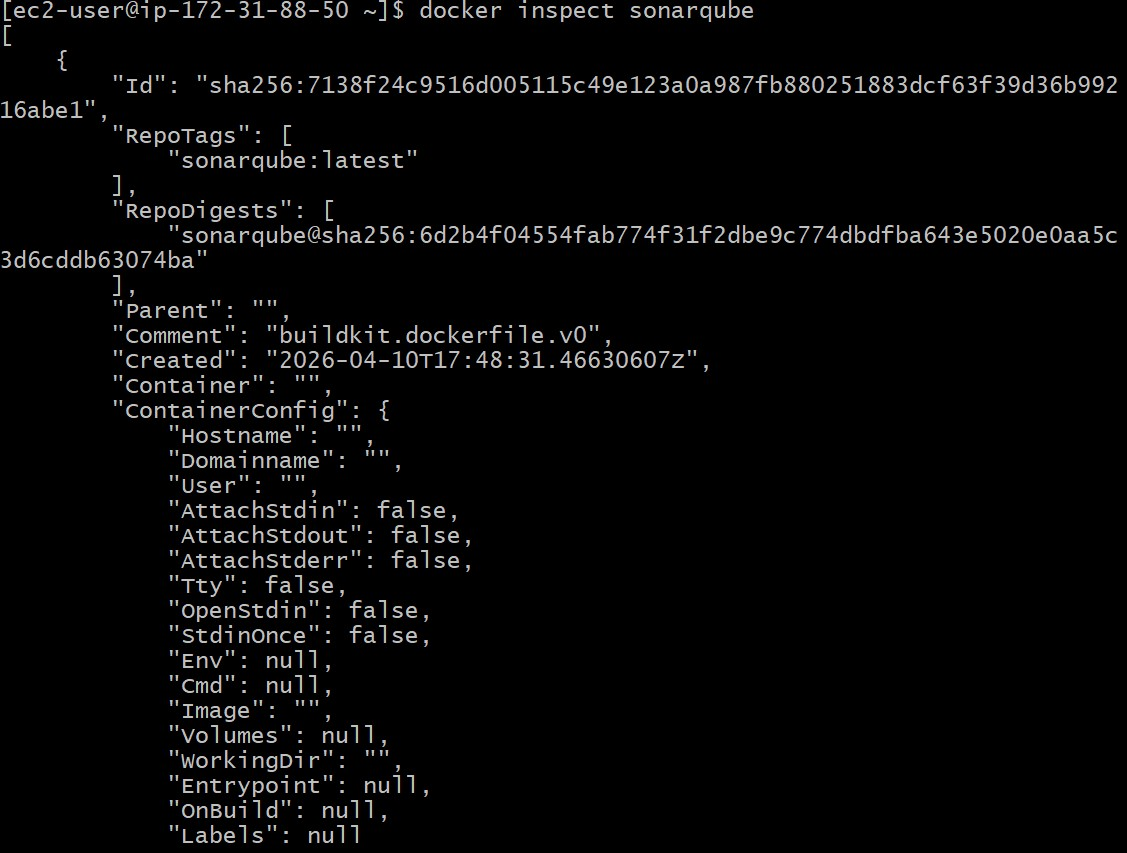 [ec2-user@ip-172-31-88-50 ~]$ docker inspect sonarqube
[
    {
        "Id": "sha256:7138f24c9516d005115c49e123a0a987fb880251883dcf63f39d36b992
16abe1",
        "RepoTags": [
            "sonarqube:latest"
        ],
        "RepoDigests": [
            "sonarqube@sha256:6d2b4f04554fab774f31f2dbe9c774dbdfba643e5020e0aa5c
3d6cddb63074ba"
        ],
        "Parent": "",
        "Comment": "buildkit.dockerfile.v0",
        "Created": "2026-04-10T17:48:31.46630607Z",
        "Container": "",
        "ContainerConfig": {
            "Hostname": "",
            "Domainname": "",
            "User": "",
            "AttachStdin": false,
            "AttachStdout": false,
            "AttachStderr": false,
            "Tty": false,
            "OpenStdin": false,
            "StdinOnce": false,
            "Env": null,
            "Cmd": null,
            "Image": "",
            "Volumes": null,
            "WorkingDir": "",
            "Entrypoint": null,
            "OnBuild": null,
            "Labels": null